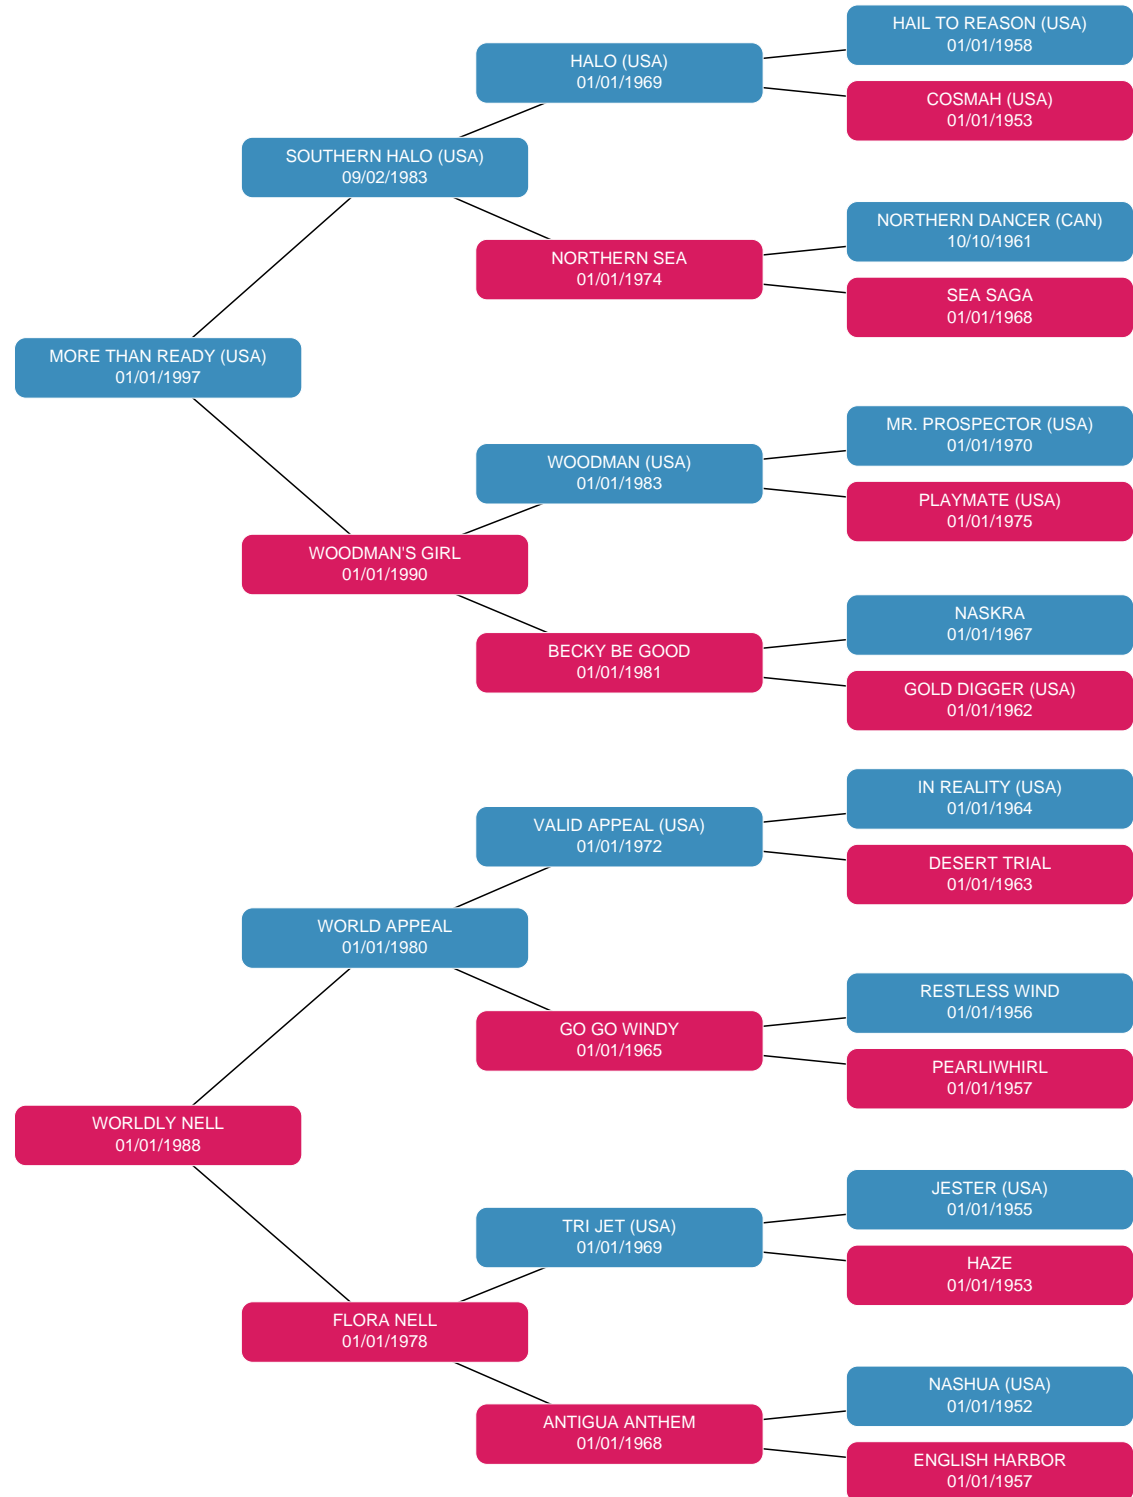 HAIL TO REASON (USA)
01/01/1958
HALO (USA)
01/01/1969
COSMAH (USA)
01/01/1953
SOUTHERN HALO (USA)
09/02/1983
NORTHERN DANCER (CAN)
10/10/1961
NORTHERN SEA
01/01/1974
SEA SAGA
01/01/1968
MORE THAN READY (USA)
01/01/1997
MR. PROSPECTOR (USA)
01/01/1970
WOODMAN (USA)
01/01/1983
PLAYMATE (USA)
01/01/1975
WOODMAN'S GIRL
01/01/1990
NASKRA
01/01/1967
BECKY BE GOOD
01/01/1981
GOLD DIGGER (USA)
01/01/1962
IN REALITY (USA)
01/01/1964
VALID APPEAL (USA)
01/01/1972
DESERT TRIAL
01/01/1963
WORLD APPEAL
01/01/1980
RESTLESS WIND
01/01/1956
GO GO WINDY
01/01/1965
PEARLIWHIRL
01/01/1957
WORLDLY NELL
01/01/1988
JESTER (USA)
01/01/1955
TRI JET (USA)
01/01/1969
HAZE
01/01/1953
FLORA NELL
01/01/1978
NASHUA (USA)
01/01/1952
ANTIGUA ANTHEM
01/01/1968
ENGLISH HARBOR
01/01/1957